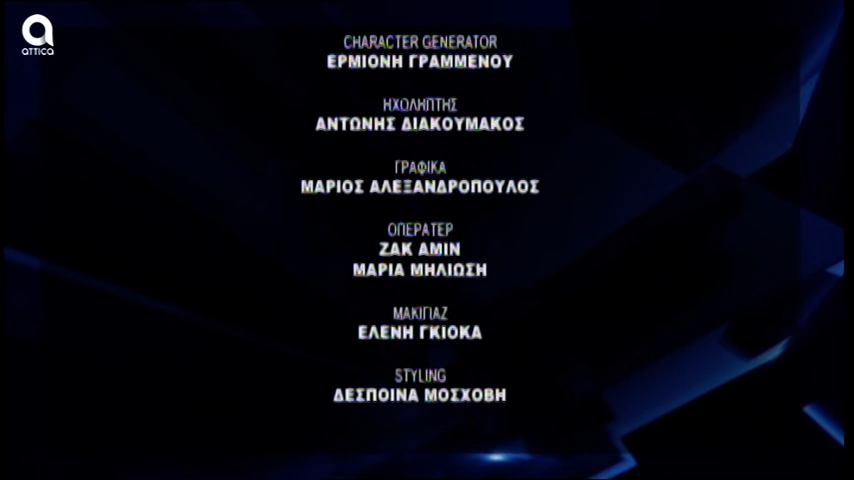 attica
CHARACTER GENERATOR
ΕΡΜΙΟΝΗ ΓΡΑΜΜΕΝΟΥ
ΗΧΟΛΗΠΤΗΣ
ΑΝΤΩΝΗΣ ΔΙΑΚΟΥΜΑΚΟΣ
ΓΡΑΦΙΚΑ
ΜΑΡΙΟΣ ΑΛΕΞΑΝΔΡΟΠΟΥΛΟΣ
ΟΠΕΡΑΤΕΡ
ΖΑΚ ΑΜΙΝ
ΜΑΡΙΑ ΜΗΛΙΩΣΗ
ΜΑΚΙΓΙΑΖ
ΕΛΕΝΗ ΓΚΙΟΚΑ
STYLING
ΔΕΣΠΟΙΝΑ ΜΟΣΧΟΒΗ